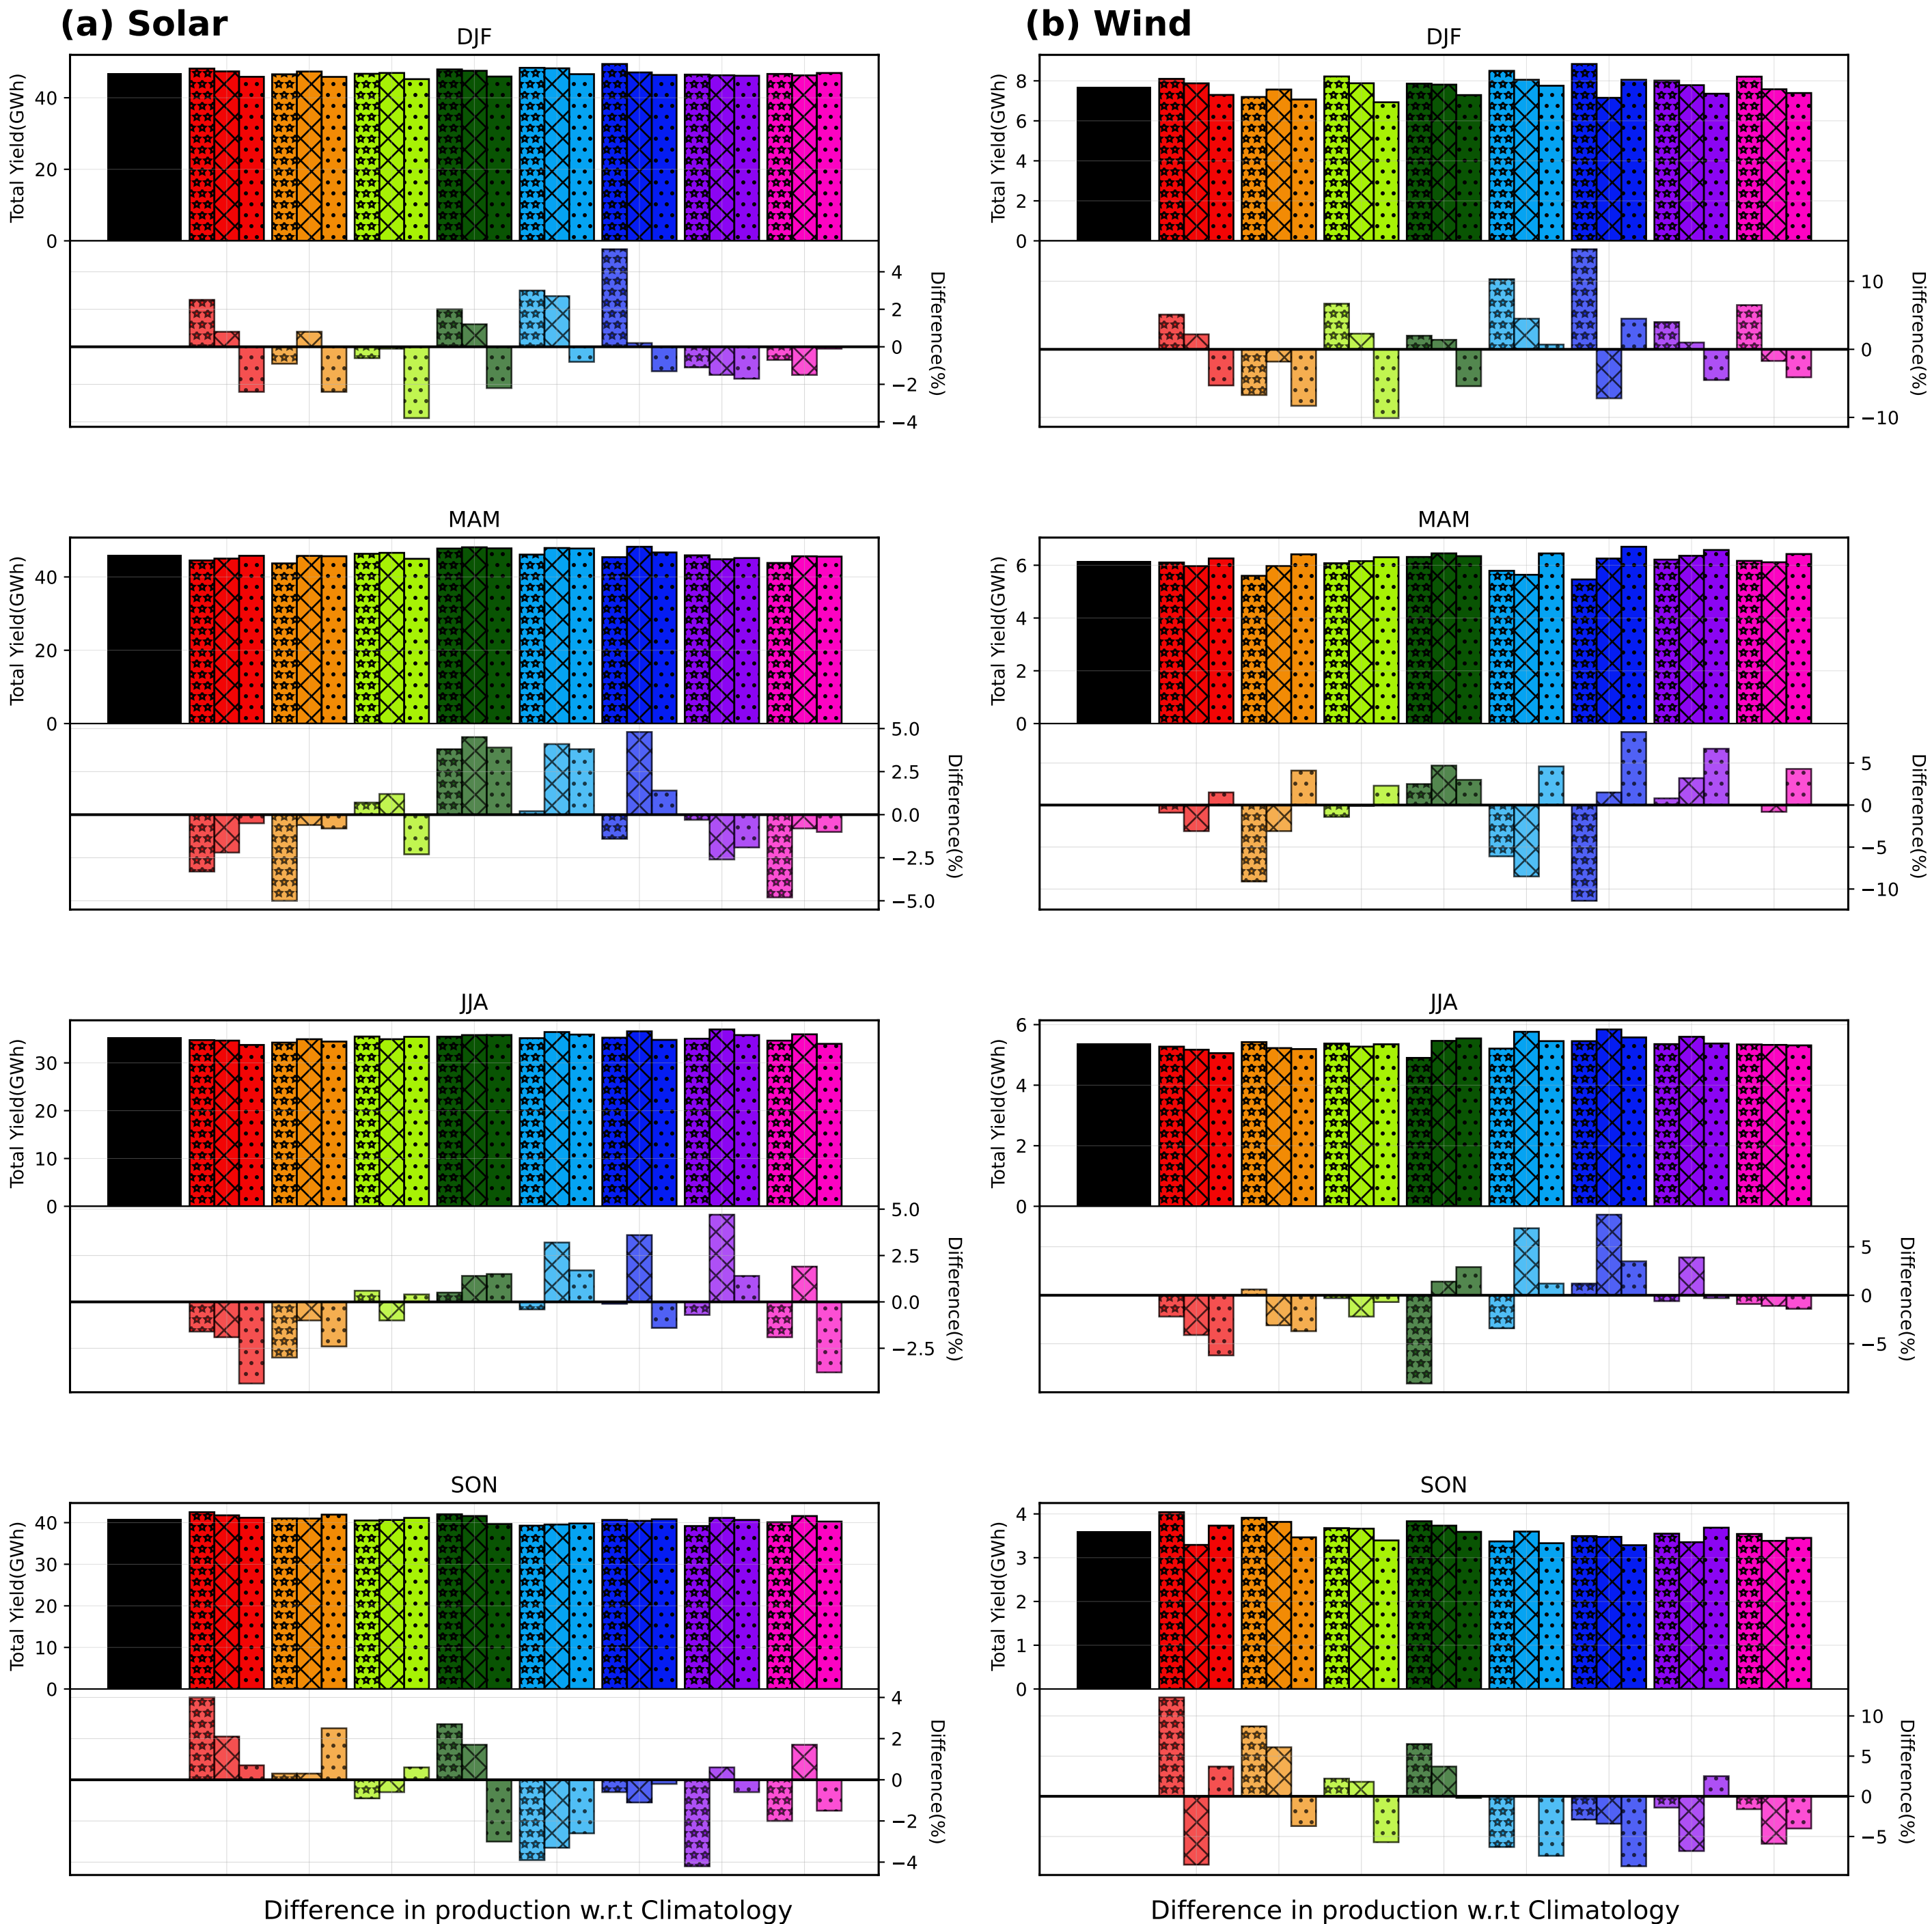 (a) Solar
DJF
Total Yield(GWh)
40
20
0
Difference(%)
4
2
0
−2
−4
MAM
Total Yield(GWh)
40
20
0
Difference(%)
5.0
2.5
0.0
−2.5
−5.0
JJA
Total Yield(GWh)
30
20
10
0
Difference(%)
5.0
2.5
0.0
−2.5
SON
Total Yield(GWh)
40
30
20
10
0
Difference(%)
4
2
0
−2
−4
Difference in production w.r.t Climatology
(b) Wind
DJF
Total Yield(GWh)
8
6
4
2
0
Difference(%)
10
0
−10
MAM
Total Yield(GWh)
6
4
2
0
Difference(%)
5
0
−5
−10
JJA
Total Yield(GWh)
6
4
2
0
Difference(%)
5
0
−5
SON
Total Yield(GWh)
4
3
2
1
0
Difference(%)
10
5
0
−5
Difference in production w.r.t Climatology